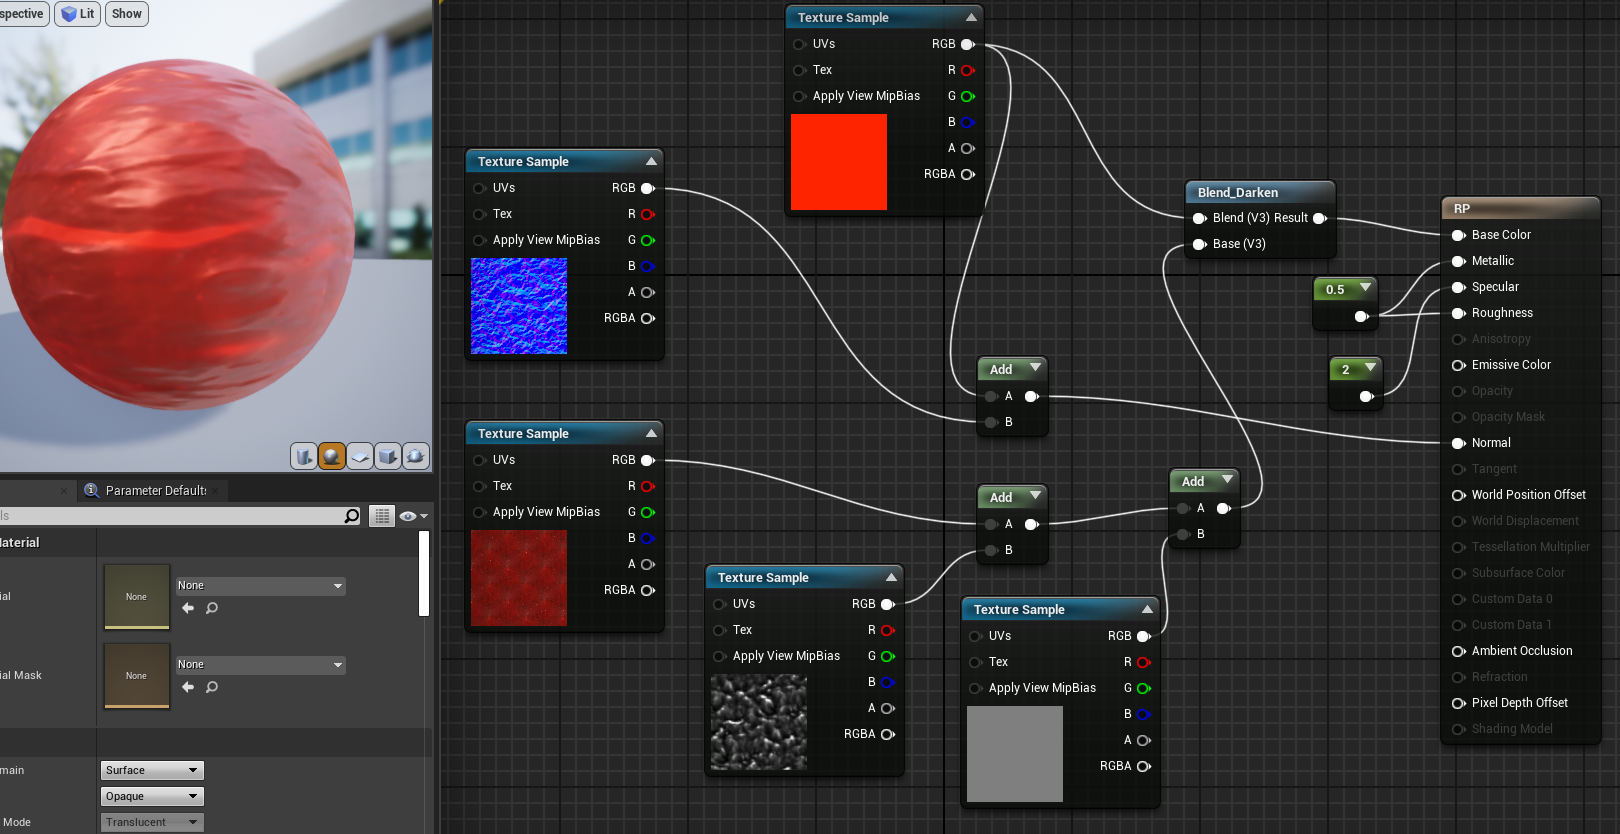 spective
Lit
Show
Parameter Defaults
ls
Material
ial
None
None
ial Mask
None
None
main
Surface
Opaque
Mode
Translucent
Texture Sample
UVs
RGB
Tex
R
Apply View MipBias
G
B
A
RGBA
Texture Sample
UVs
RGB
Tex
R
Apply View MipBias
G
B
A
RGBA
Texture Sample
UVs
RGB
Tex
R
Apply View MipBias
G
B
A
RGBA
Texture Sample
UVs
RGB
Tex
R
Apply View MipBias
G
B
A
RGBA
Texture Sample
UVs
RGB
Tex
R
Apply View MipBias
G
B
A
RGBA
Add
A
B
Add
A
B
Add
A
B
Blend_Darken
Blend (V3) Result
Base (V3)
0.5
2
RP
Base Color
Metallic
Specular
Roughness
Anisotropy
Emissive Color
Opacity
Opacity Mask
Normal
Tangent
World Position Offset
World Displacement
Tessellation Multiplier
Subsurface Color
Custom Data 0
Custom Data 1
Ambient Occlusion
Refraction
Pixel Depth Offset
Shading Model